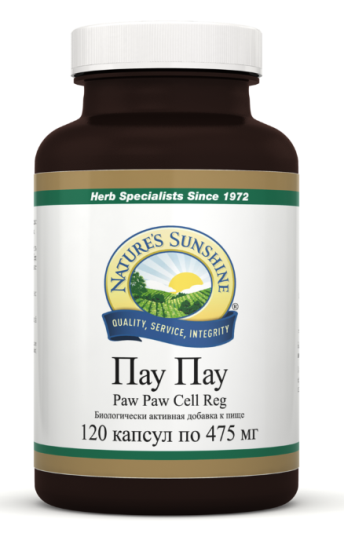 Herb Specialists Since 1972
NATURE'S SUNSHINE
®
QUALITY, SERVICE, INTEGRITY
Пау Пау
Paw Paw Cell Reg
Биологически активная добавка к пище
120 капсул по 475 мг